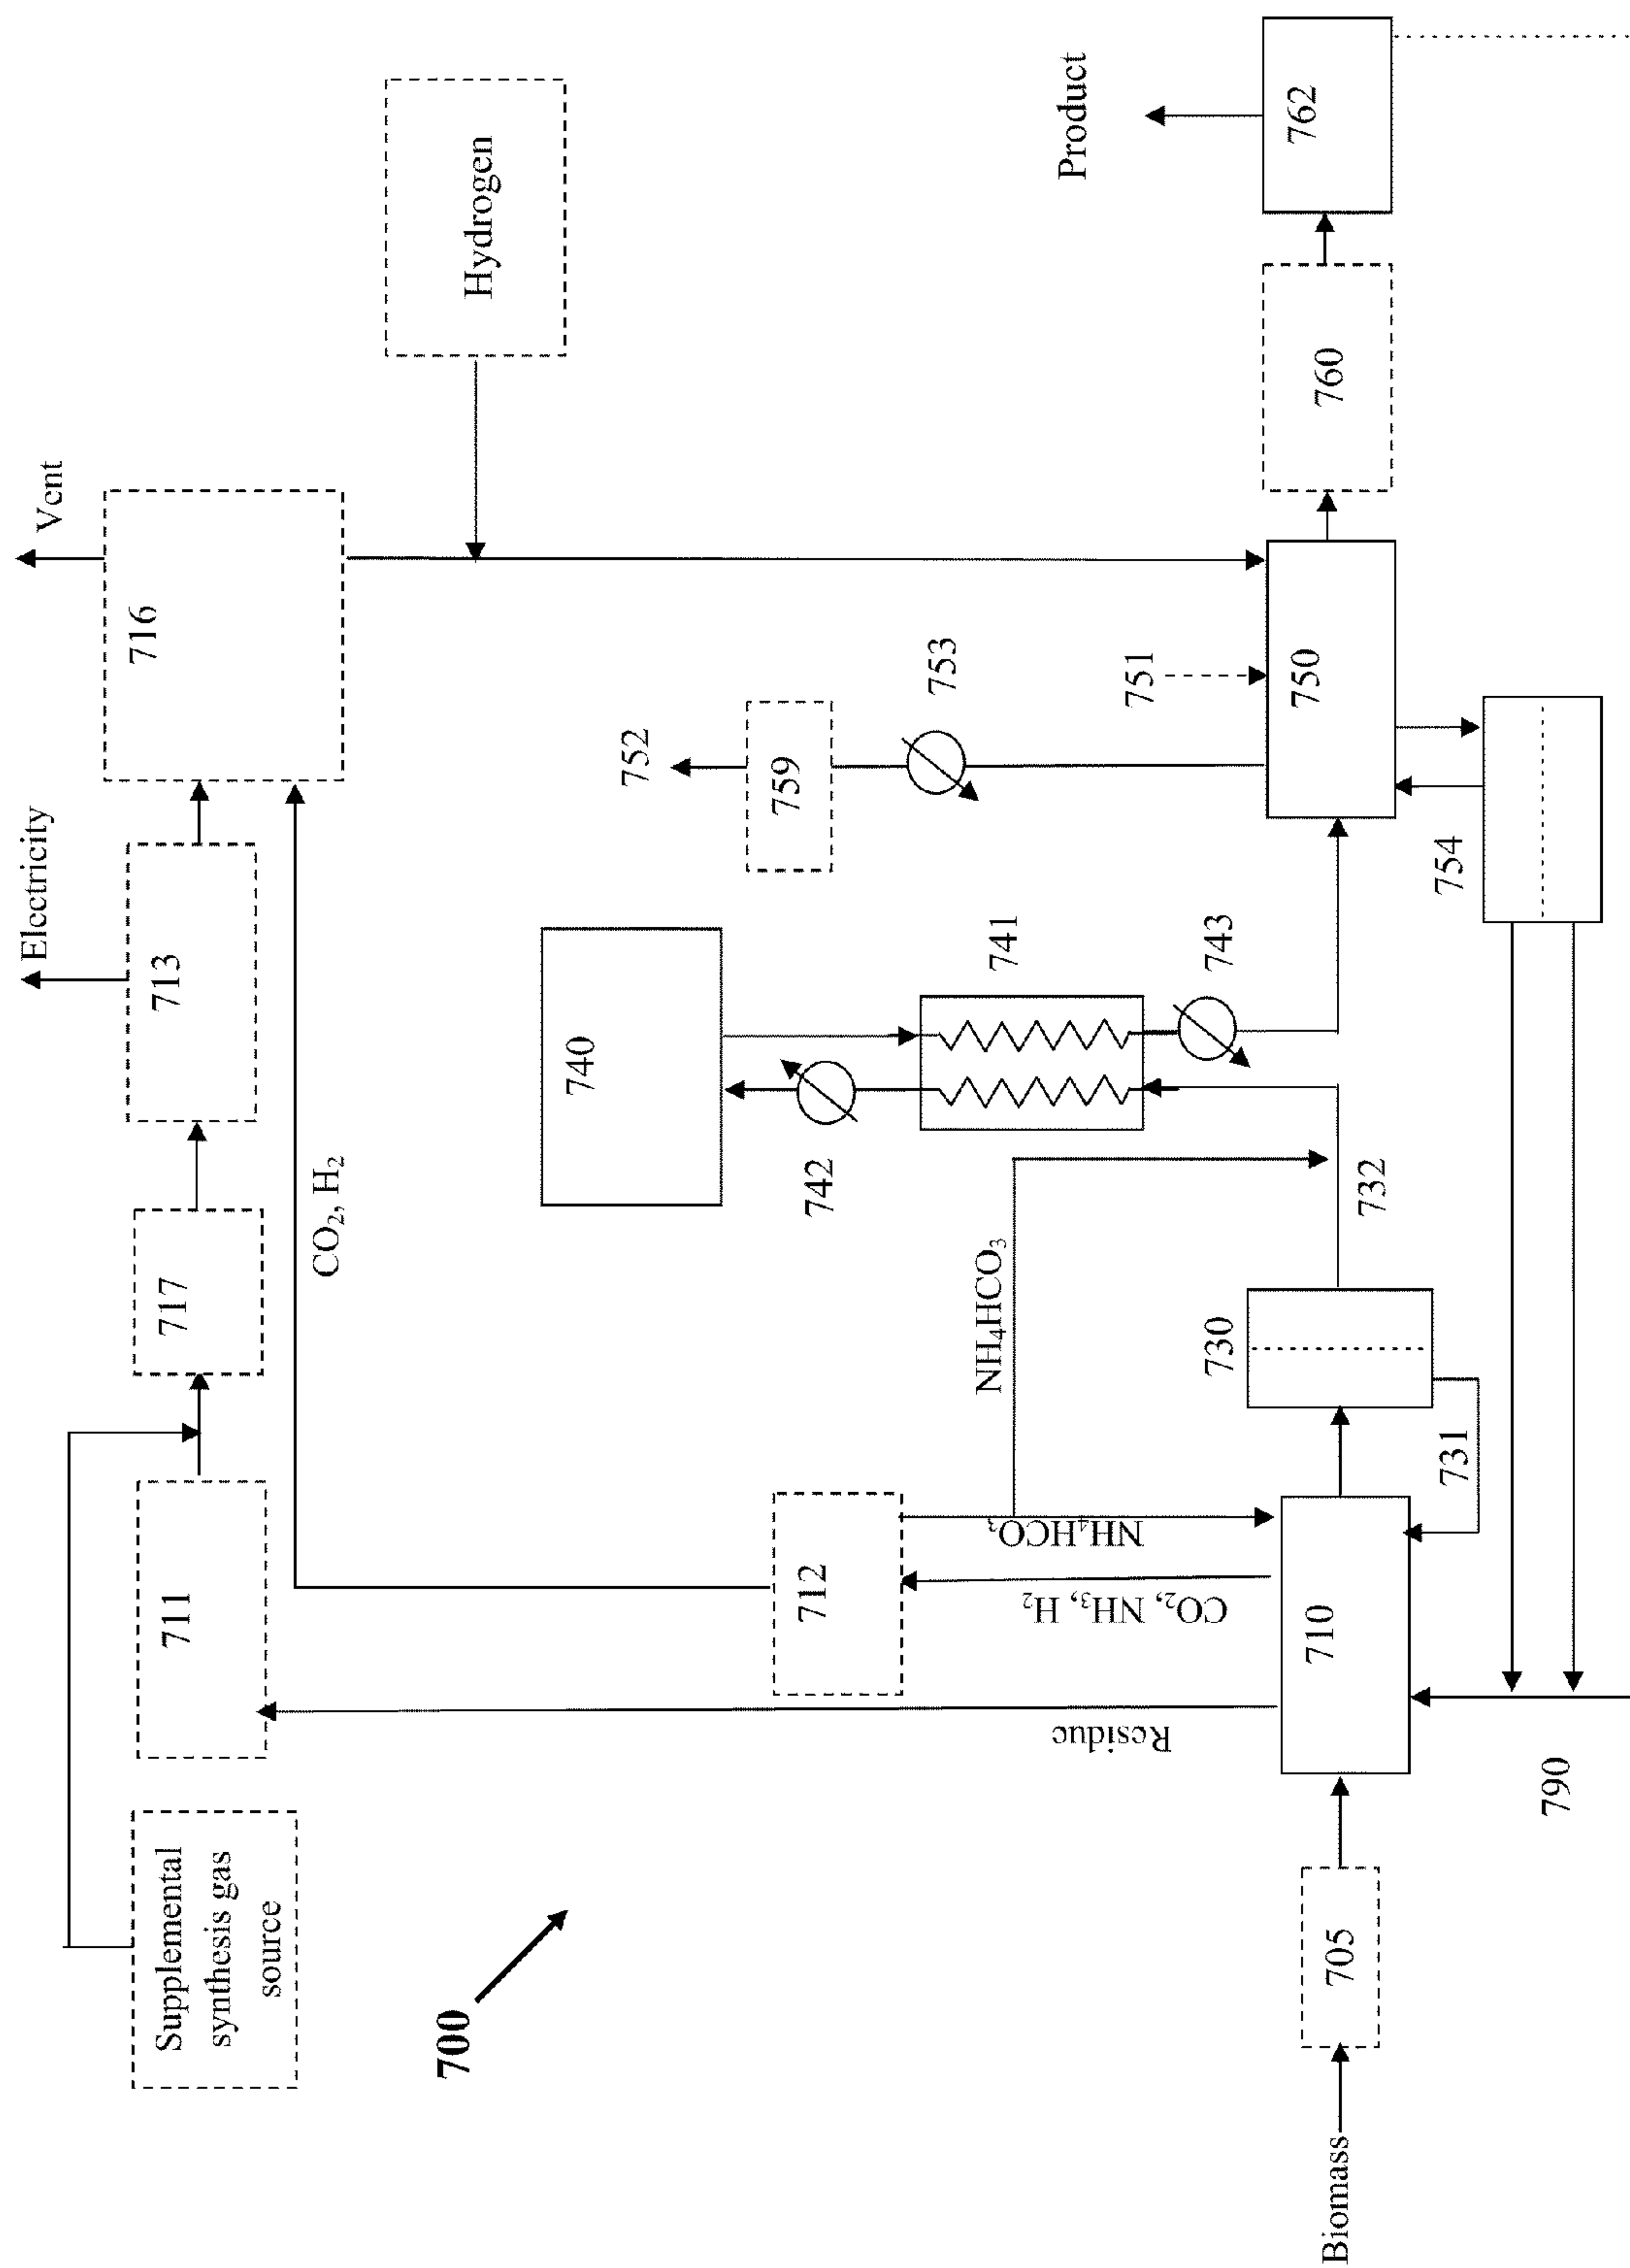 Electricity
Vent
Supplemental
synthesis gas
source
711
717
713
716
CO₂, H₂
Hydrogen
700
740
752
759
753
742
741
743
751
712
NH₄HCO₃
NH₄HCO₃
CO₂, NH₃, H₂
Residue
Product
Biomass
705
710
730
731
732
750
754
760
762
790